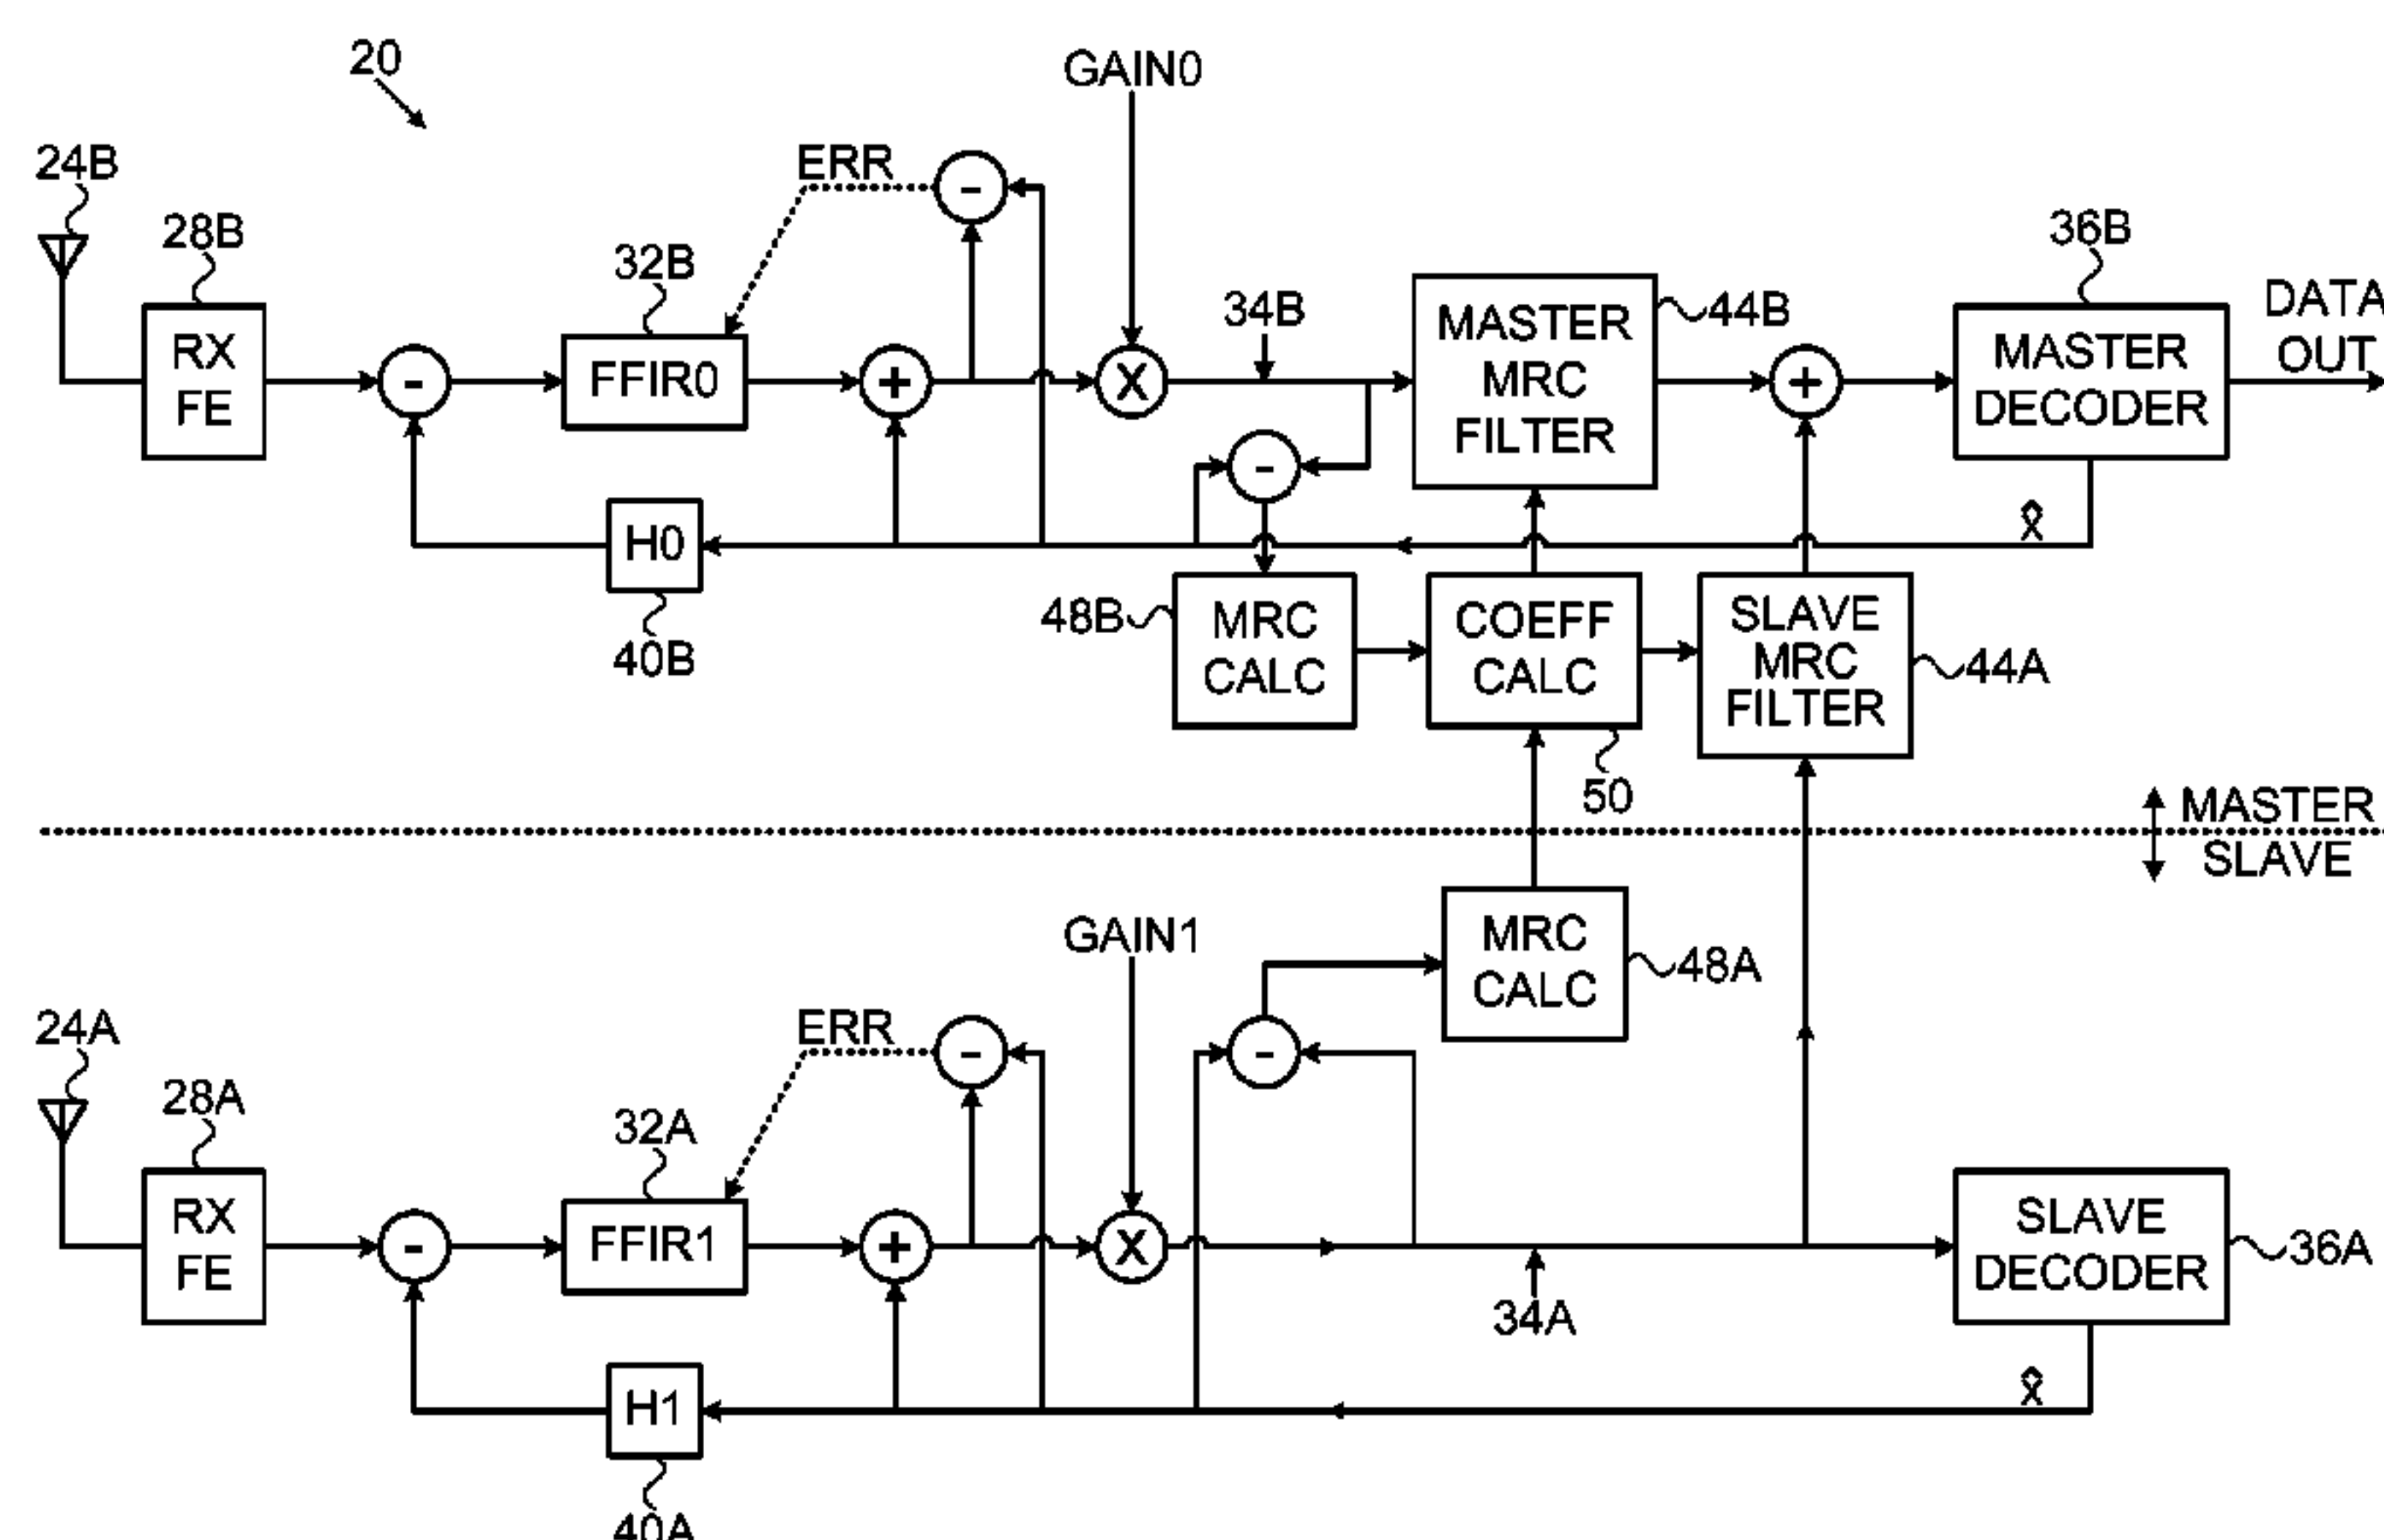 20
GAIN0
24B
28B
ERR
-
32B
34B
44B
36B
RX
FE
-
FFIR0
+
X
MASTER
MRC
FILTER
+
MASTER
DECODER
DATA
OUT
-
H0
x̂
40B
48B
MRC
CALC
COEFF
CALC
SLAVE
MRC
FILTER
44A
50
MASTER
SLAVE
GAIN1
MRC
CALC
48A
24A
28A
ERR
-
-
32A
RX
FE
-
FFIR1
+
X
34A
SLAVE
DECODER
36A
H1
x̂
40A